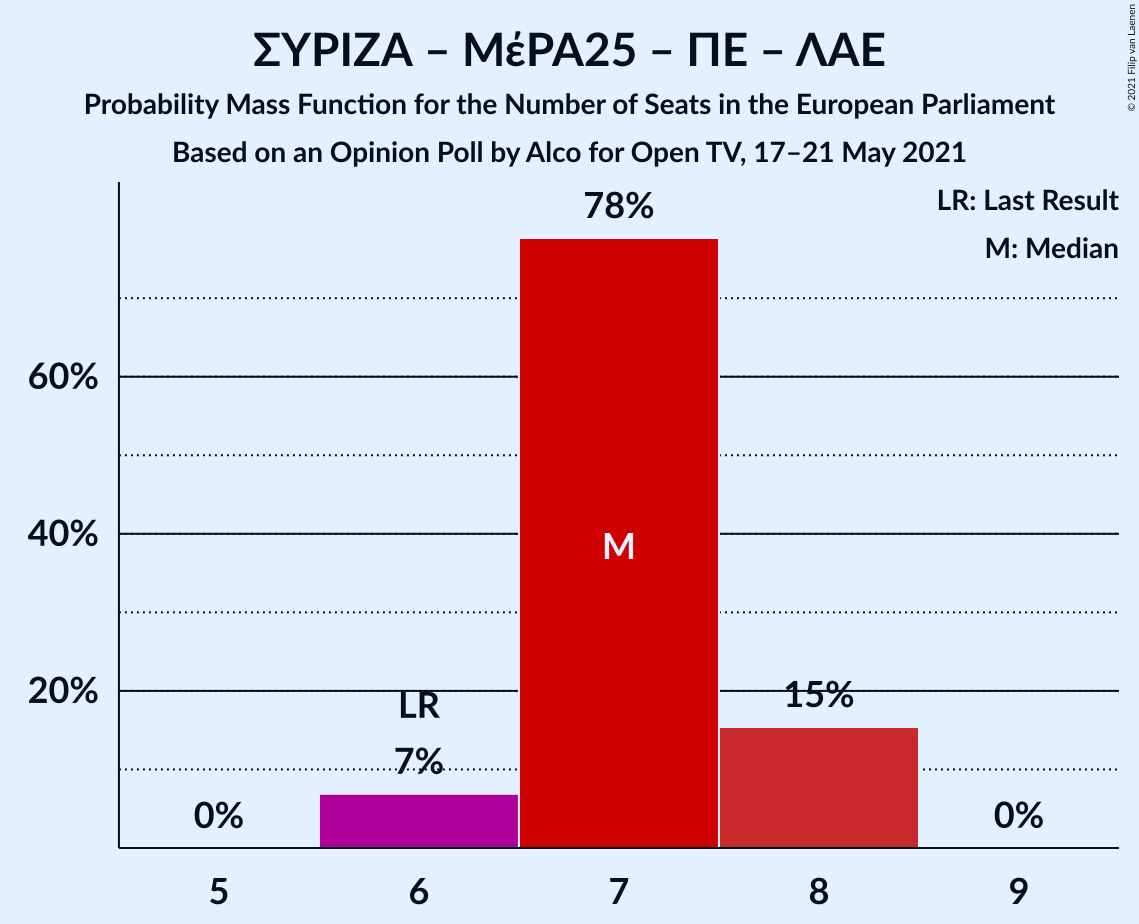 ΣΥΡΙΖΑ – ΜέΡΑ25 – ΠΕ – ΛΑΕ
Probability Mass Function for the Number of Seats in the European Parliament
Based on an Opinion Poll by Alco for Open TV, 17–21 May 2021
© 2021 Filip van Laenen
LR: Last Result
M: Median
78%
60%
40%
M
20%
LR
15%
7%
0%
0%
5
6
7
8
9